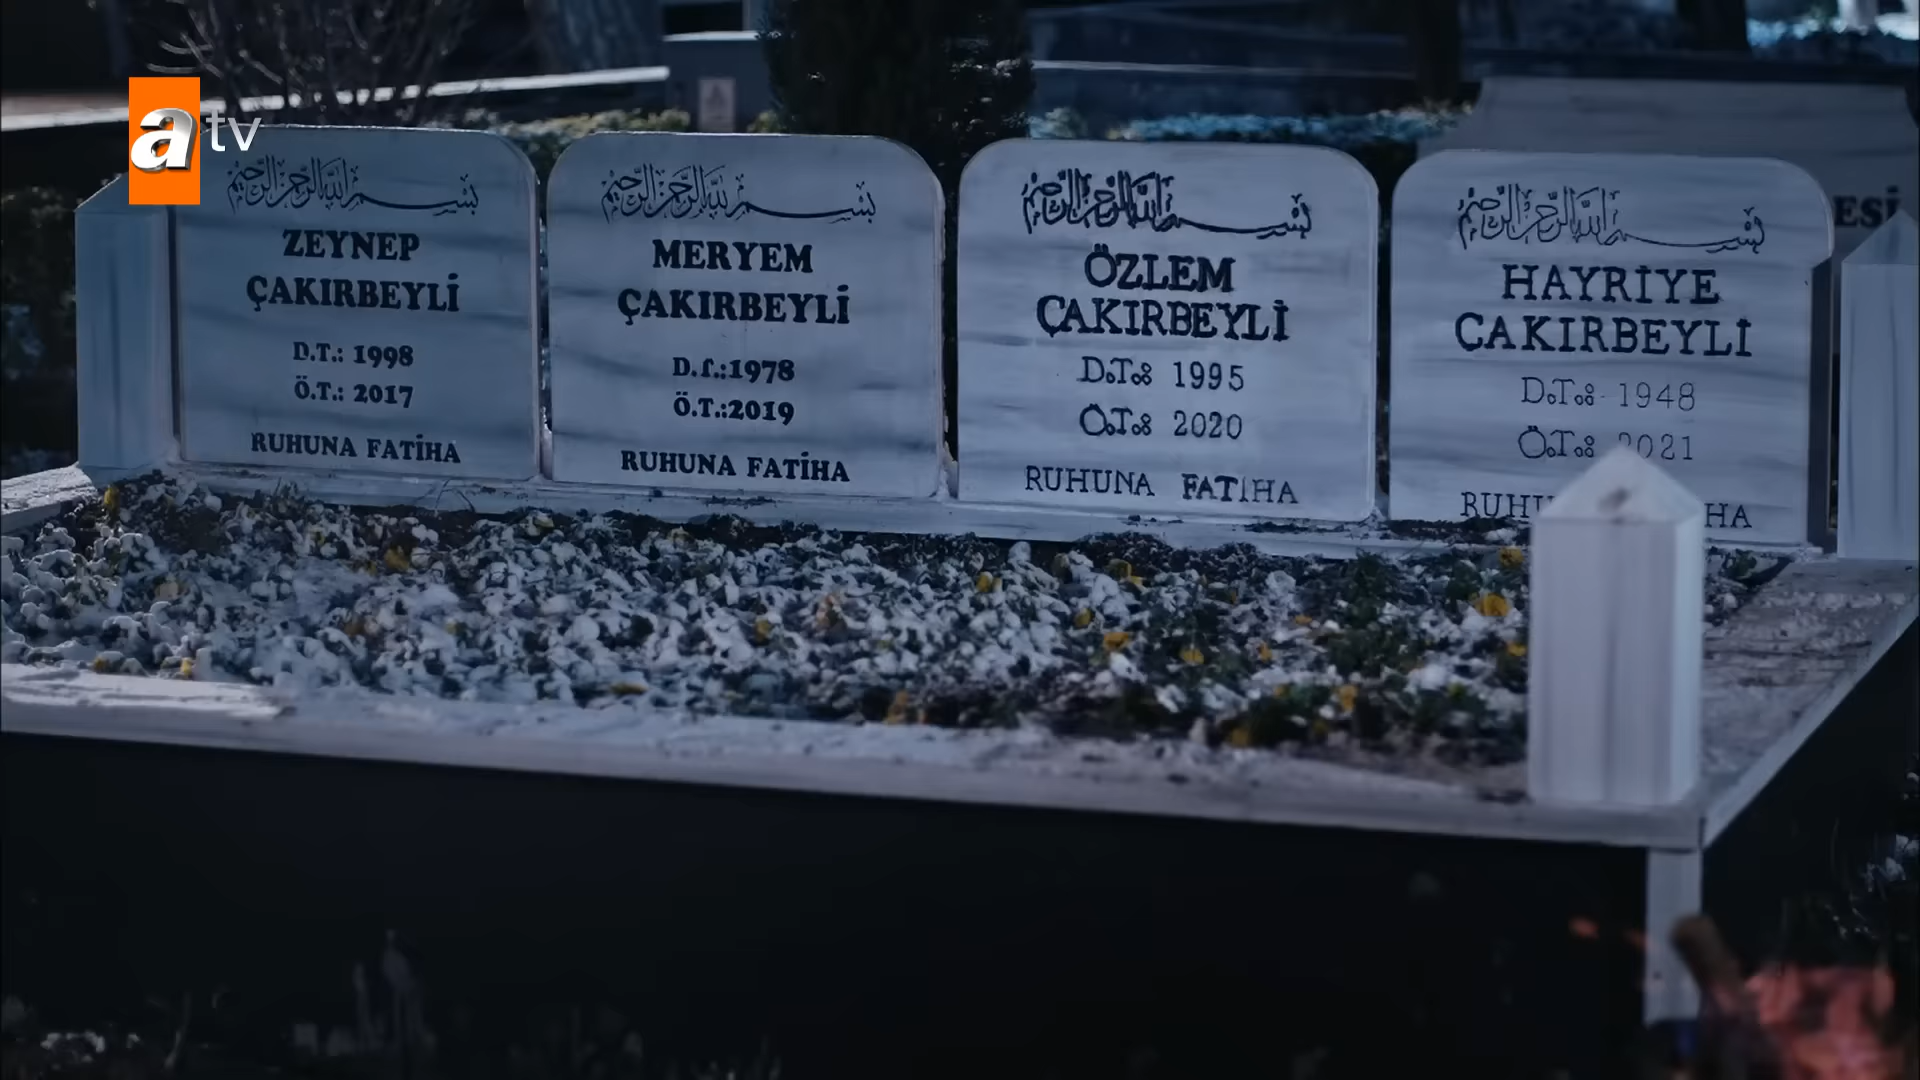 atv
بسم الله الرحمن الرحيم
ZEYNEP
ÇAKIRBEYLİ
D.T.: 1998
Ö.T.: 2017
RUHUNA FATİHA
بسم الله الرحمن الرحيم
MERYEM
ÇAKIRBEYLİ
D.T.:1978
Ö.T.:2019
RUHUNA FATİHA
بسم الله الرحمن الرحيم
ÖZLEM
ÇAKIRBEYLİ
D.T.: 1995
Ö.T.: 2020
RUHUNA FATIHA
بسم الله الرحمن الرحيم
HAYRİYE
ÇAKIRBEYLİ
D.T.: 1948
Ö.T.: 2021